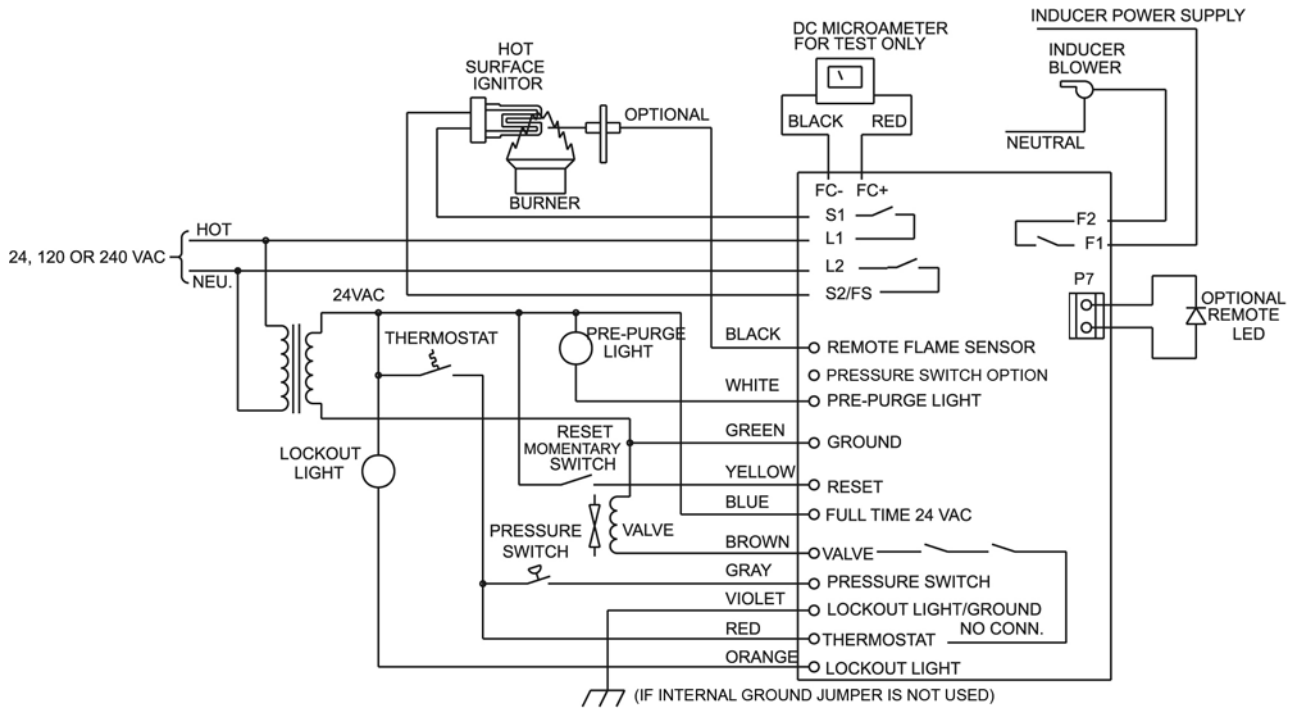 INDUCER POWER SUPPLY
DC MICROAMETER
FOR TEST ONLY
INDUCER
BLOWER
HOT
SURFACE
IGNITOR
OPTIONAL
BLACK
RED
NEUTRAL
BURNER
FC-
FC+
S1
HOT
F2
L1
F1
24, 120 OR 240 VAC
L2
P7
NEU.
S2/FS
24VAC
OPTIONAL
REMOTE
LED
THERMOSTAT
PRE-PURGE
LIGHT
BLACK
REMOTE FLAME SENSOR
PRESSURE SWITCH OPTION
WHITE
PRE-PURGE LIGHT
RESET
MOMENTARY
SWITCH
GREEN
GROUND
LOCKOUT
LIGHT
YELLOW
RESET
BLUE
FULL TIME 24 VAC
PRESSURE
SWITCH
VALVE
BROWN
VALVE
GRAY
PRESSURE SWITCH
VIOLET
LOCKOUT LIGHT/GROUND
NO CONN.
RED
THERMOSTAT
ORANGE
LOCKOUT LIGHT
(IF INTERNAL GROUND JUMPER IS NOT USED)